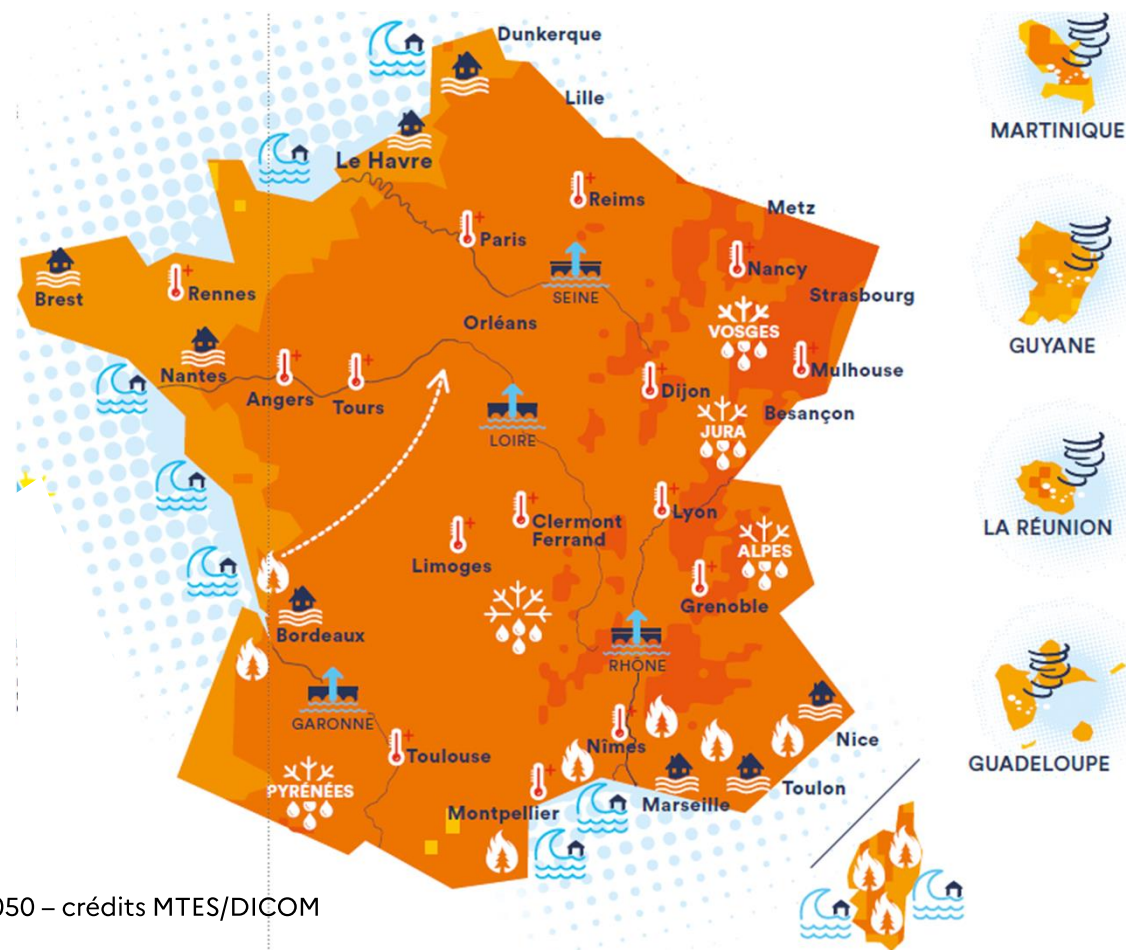 Dunkerque
Lille
Le Havre
Reims
Metz
Paris
Nancy
Brest
Rennes
SEINE
Strasbourg
Orléans
VOSGES
Nantes
Mulhouse
Angers
Tours
Dijon
Besançon
LOIRE
JURA
Lyon
Clermont
Ferrand
ALPES
Limoges
Grenoble
Bordeaux
RHÔNE
GARONNE
Nîmes
Nice
Toulouse
PYRÉNÉES
Toulon
Marseille
Montpellier
MARTINIQUE
GUYANE
LA RÉUNION
GUADELOUPE
050 – crédits MTES/DICOM